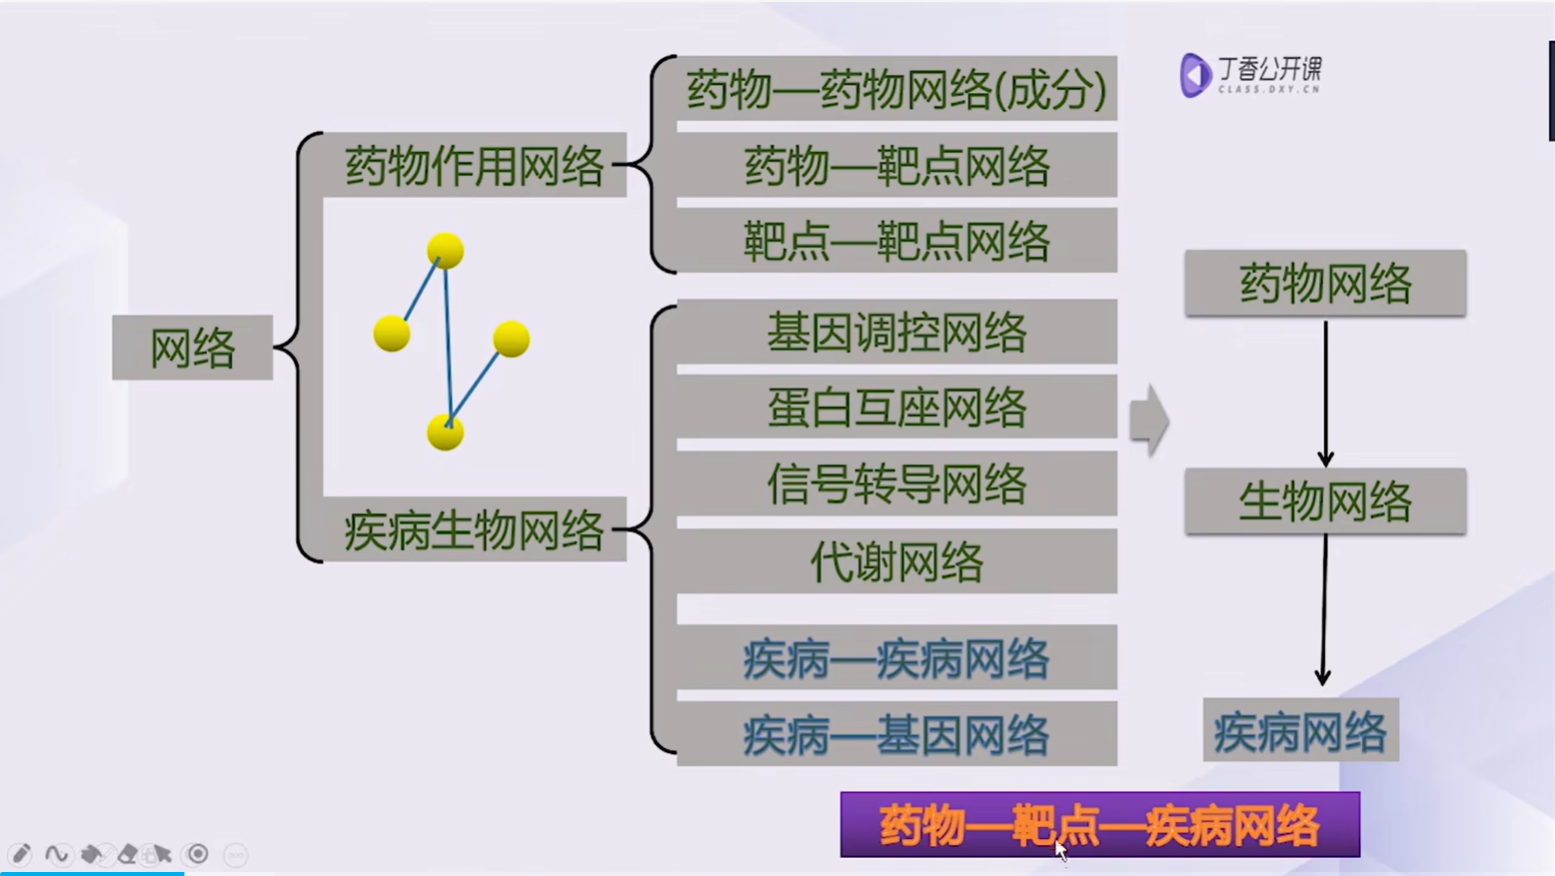 丁香公开课
CLASS.DXY.CN
网络
药物作用网络
药物—药物网络(成分)
药物—靶点网络
靶点—靶点网络
疾病生物网络
基因调控网络
蛋白互座网络
信号转导网络
代谢网络
疾病—疾病网络
疾病—基因网络
药物网络
生物网络
疾病网络
药物—靶点—疾病网络